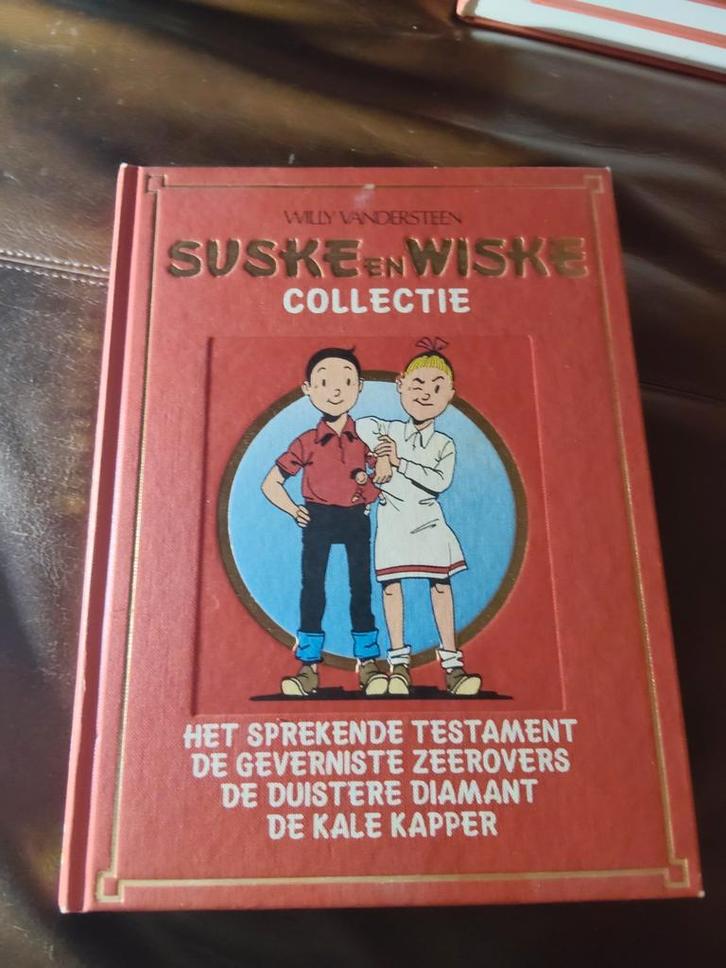 WILLY VANDERSTEEN
SUSKE EN WISKE
COLLECTIE
HET SPREKENDE TESTAMENT
DE GEVERNISTE ZEEROVERS
DE DUISTERE DIAMANT
DE KALE KAPPER